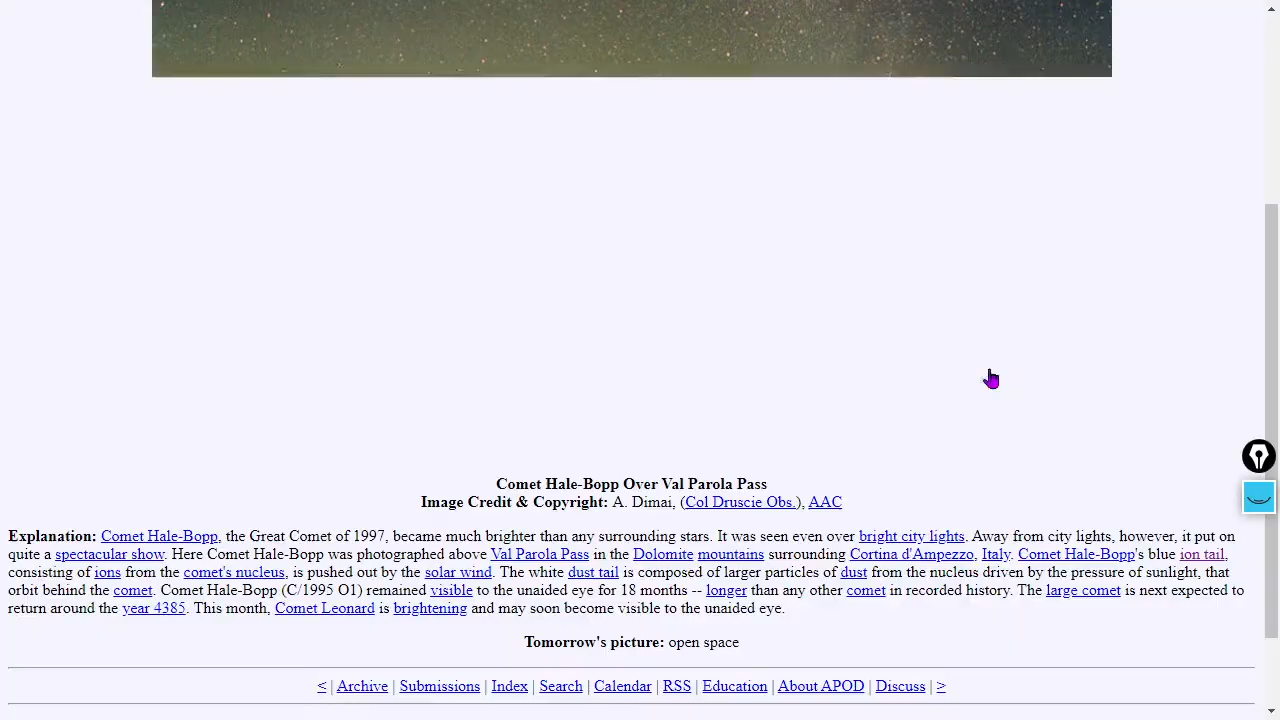 Comet Hale-Bopp Over Val Parola Pass
Image Credit & Copyright: A. Dimai, (Col Druscie Obs.), AAC
Explanation: Comet Hale-Bopp, the Great Comet of 1997, became much brighter than any surrounding stars. It was seen even over bright city lights. Away from city lights, however, it put on
quite a spectacular show. Here Comet Hale-Bopp was photographed above Val Parola Pass in the Dolomite mountains surrounding Cortina d'Ampezzo, Italy. Comet Hale-Bopp's blue ion tail,
consisting of ions from the comet's nucleus, is pushed out by the solar wind. The white dust tail is composed of larger particles of dust from the nucleus driven by the pressure of sunlight, that
orbit behind the comet. Comet Hale-Bopp (C/1995 O1) remained visible to the unaided eye for 18 months -- longer than any other comet in recorded history. The large comet is next expected to
return around the year 4385. This month, Comet Leonard is brightening and may soon become visible to the unaided eye.
Tomorrow's picture: open space
< | Archive | Submissions | Index | Search | Calendar | RSS | Education | About APOD | Discuss | >